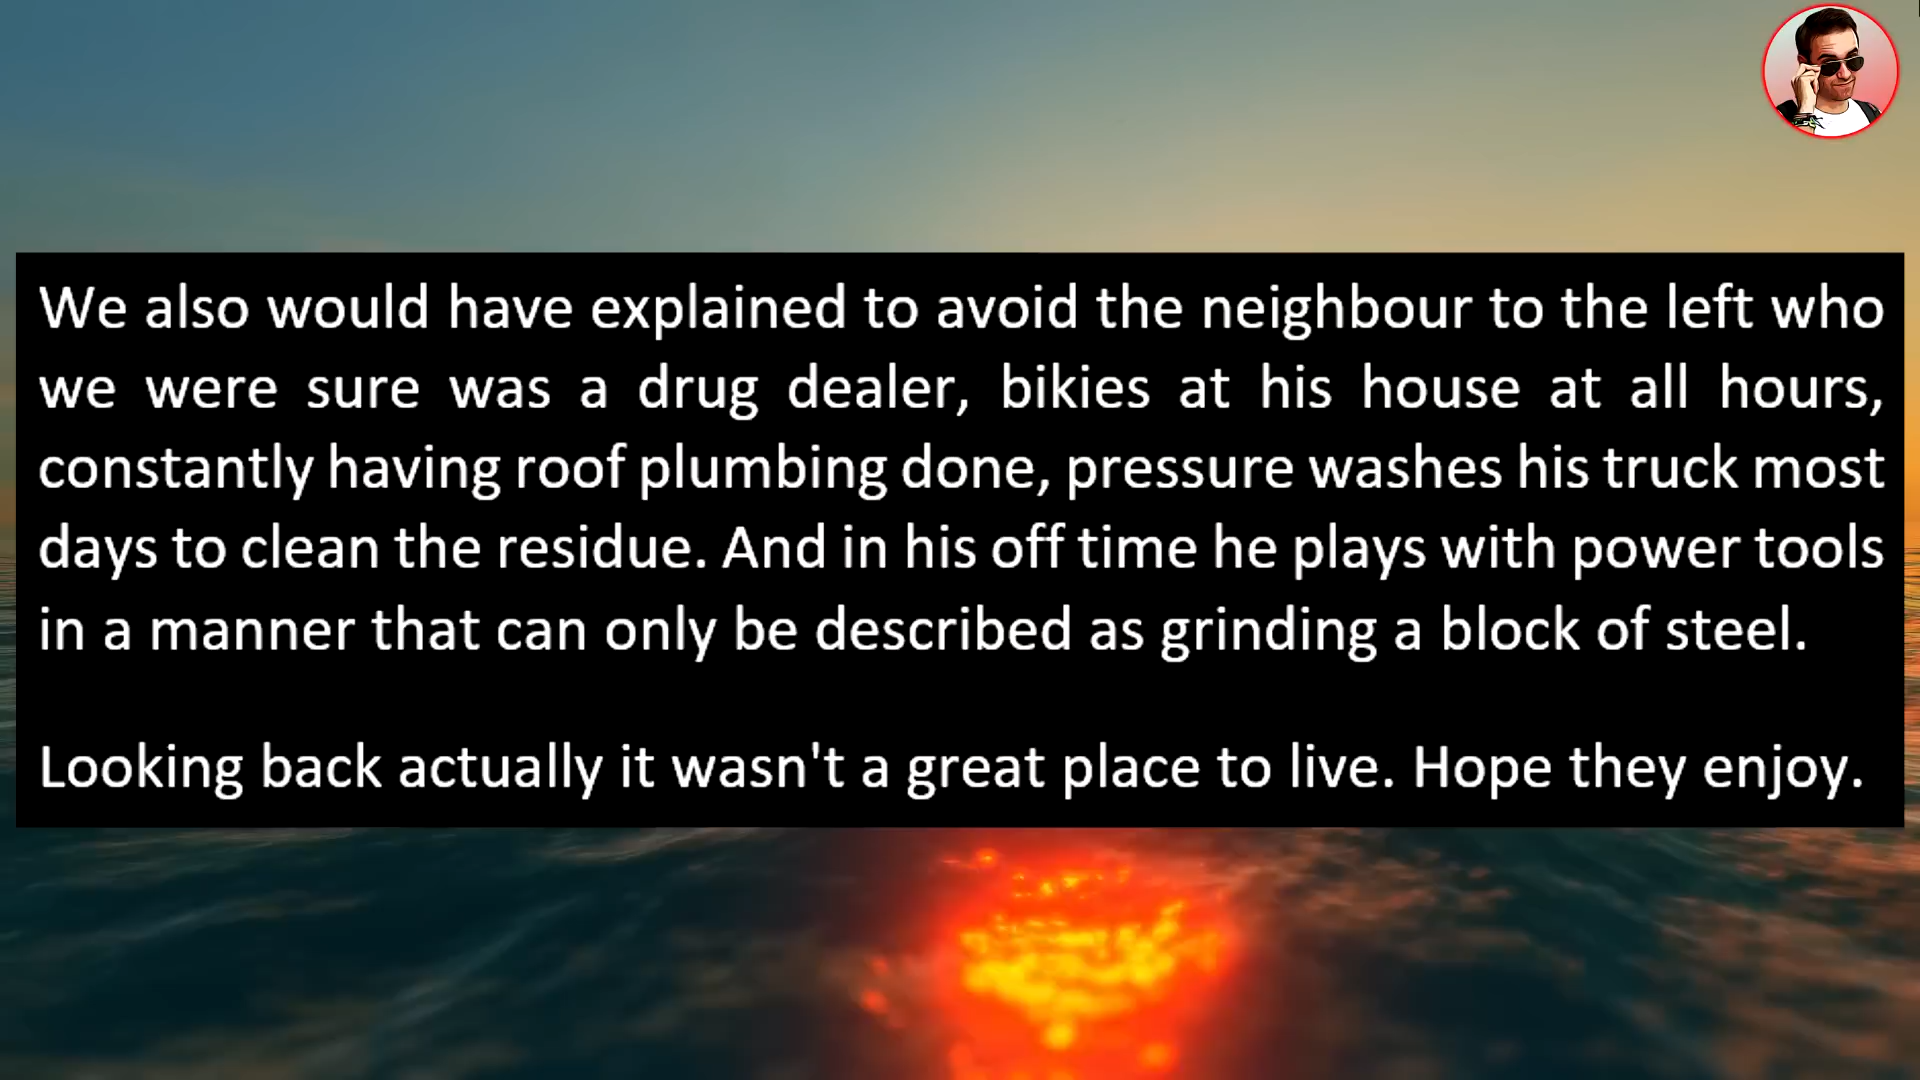 We also would have explained to avoid the neighbour to the left who
we were sure was a drug dealer, bikies at his house at all hours,
constantly having roof plumbing done, pressure washes his truck most
days to clean the residue. And in his off time he plays with power tools
in a manner that can only be described as grinding a block of steel.
Looking back actually it wasn't a great place to live. Hope they enjoy.